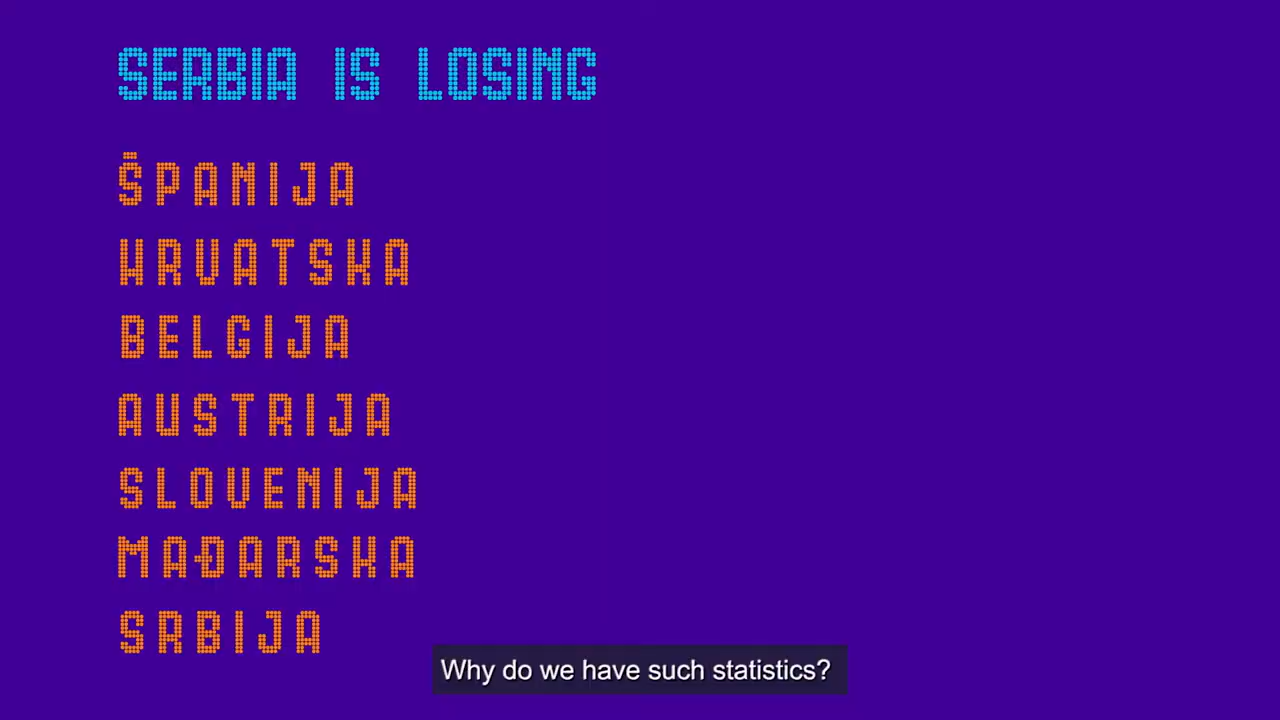 SERBIA IS LOSING
ŠPANIJA
HRVATSKA
BELGIJA
AUSTRIJA
SLOVENIJA
MAĐARSKA
SRBIJA
Why do we have such statistics?